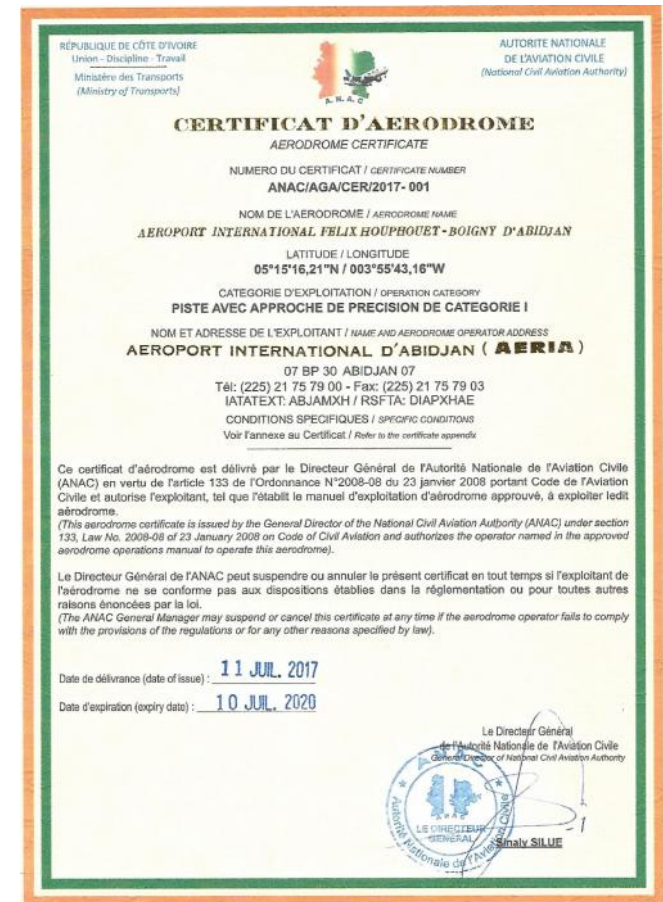 RÉPUBLIQUE DE CÔTE D'IVOIRE
Union - Discipline - Travail
Ministère des Transports
(Ministry of Transports)
A. N. A. C
AUTORITE NATIONALE
DE L'AVIATION CIVILE
(National Civil Aviation Authority)
CERTIFICAT D'AERODROME
AERODROME CERTIFICATE
NUMERO DU CERTIFICAT / CERTIFICATE NUMBER
ANAC/AGA/CER/2017- 001
NOM DE L'AERODROME / AERODROME NAME
AEROPORT INTERNATIONAL FELIX HOUPHOUET-BOIGNY D'ABIDJAN
LATITUDE / LONGITUDE
05°15'16,21"N / 003°55'43,16"W
CATEGORIE D'EXPLOITATION / OPERATION CATEGORY
PISTE AVEC APPROCHE DE PRECISION DE CATEGORIE I
NOM ET ADRESSE DE L'EXPLOITANT / NAME AND AERODROME OPERATOR ADDRESS
AEROPORT INTERNATIONAL D'ABIDJAN ( AERIA )
07 BP 30 ABIDJAN 07
Tél: (225) 21 75 79 00 - Fax: (225) 21 75 79 03
IATATEXT: ABJAMXH / RSFTA: DIAPXHAE
CONDITIONS SPECIFIQUES / SPECIFIC CONDITIONS
Voir l'annexe au Certificat / Refer to the certificate appendix
Ce certificat d'aérodrome est délivré par le Directeur Général de l'Autorité Nationale de l'Aviation Civile
(ANAC) en vertu de l'article 133 de l'Ordonnance N°2008-08 du 23 janvier 2008 portant Code de l'Aviation
Civile et autorise l'exploitant, tel que l'établit le manuel d'exploitation d'aérodrome approuvé, à exploiter ledit
aérodrome.
(This aerodrome certificate is issued by the General Director of the National Civil Aviation Authority (ANAC) under section
133, Law No. 2008-08 of 23 January 2008 on Code of Civil Aviation and authorizes the operator named in the approved
aerodrome operations manual to operate this aerodrome).
Le Directeur Général de l'ANAC peut suspendre ou annuler le présent certificat en tout temps si l'exploitant de
l'aérodrome ne se conforme pas aux dispositions établies dans la réglementation ou pour toutes autres
raisons énoncées par la loi.
(The ANAC General Manager may suspend or cancel this certificate at any time if the aerodrome operator fails to comply
with the provisions of the regulations or for any other reasons specified by law).
Date de délivrance (date of issue) : 11 JUIL. 2017
Date d'expiration (expiry date) : 10 JUIL. 2020
Le Directeur Général
de l'Autorité Nationale de l'Aviation Civile
General Director of National Civil Aviation Authority
A N A C
Autorité Nationale de l'Aviation Civile
A N A C
LE DIRECTEUR
GENERAL
Sinaly SILUE